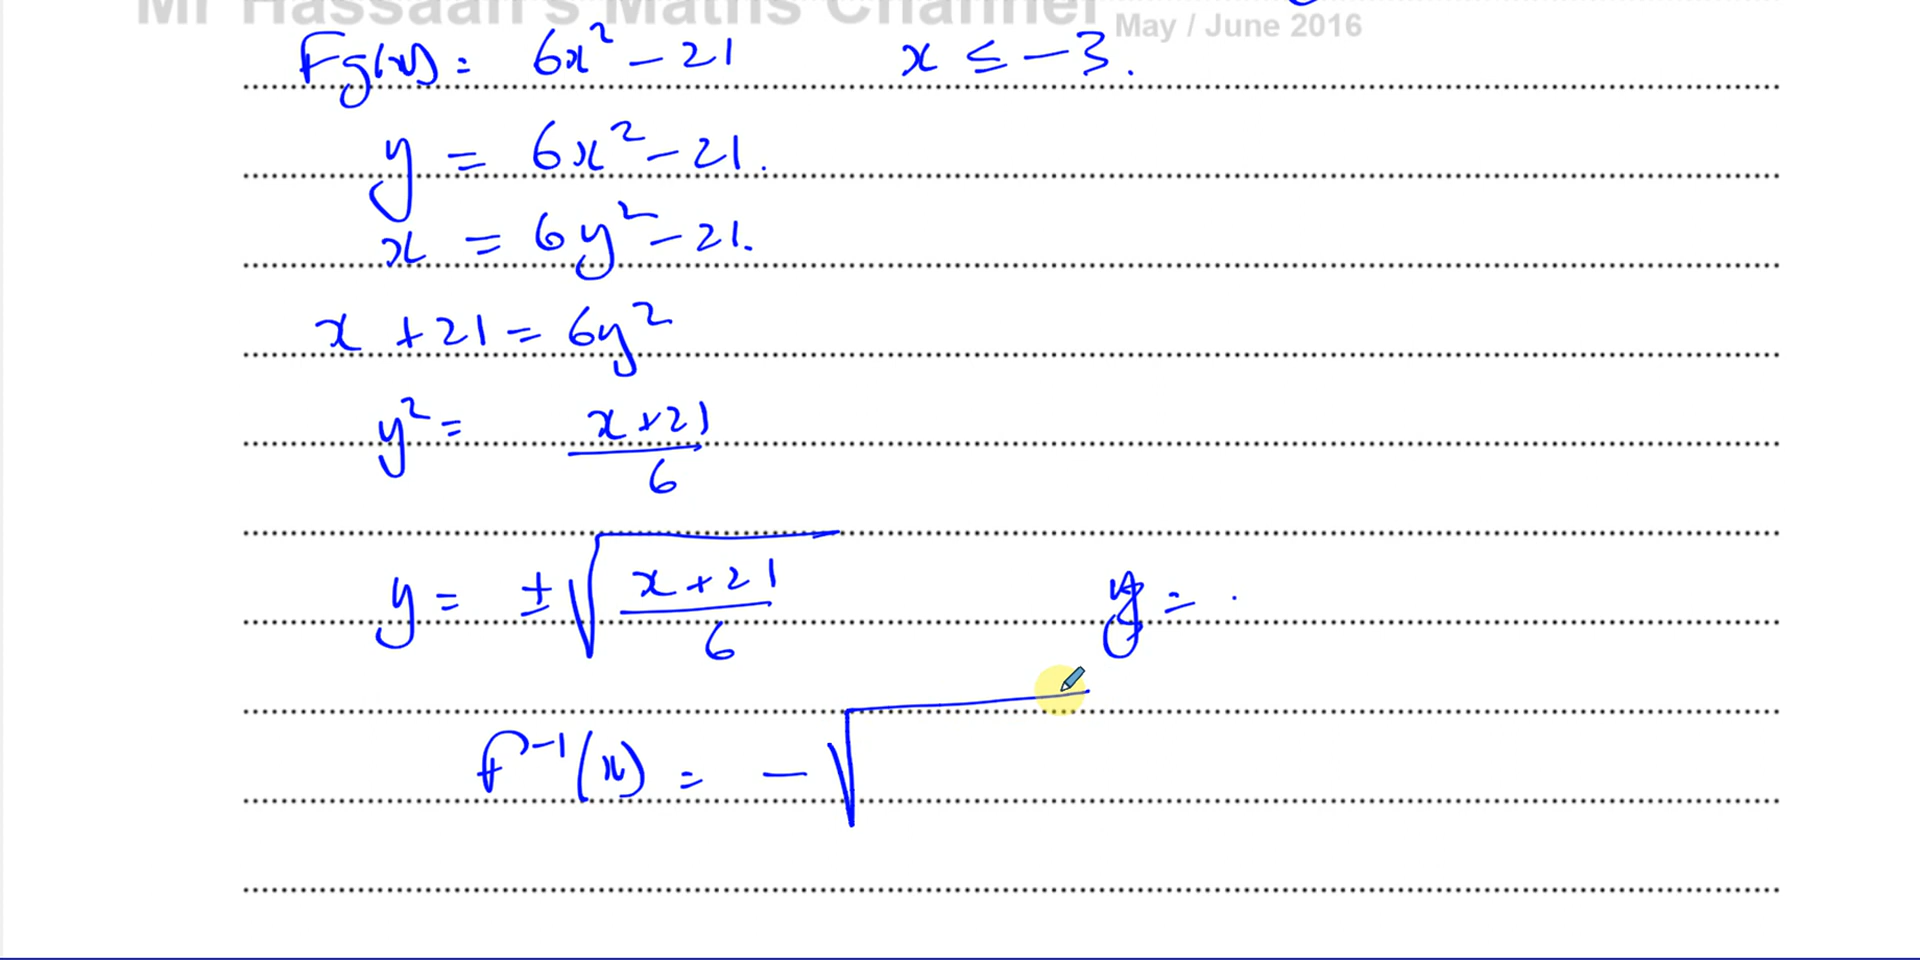 Mr Hassaan's Maths Channel
May / June 2016
Fg(x) = 6x² - 21 x ≤ -3.
y = 6x² - 21.
x = 6y² - 21.
x + 21 = 6y²
y² = x + 21 / 6
y = ±√(x + 21 / 6) y = .
f⁻¹(x) = -√